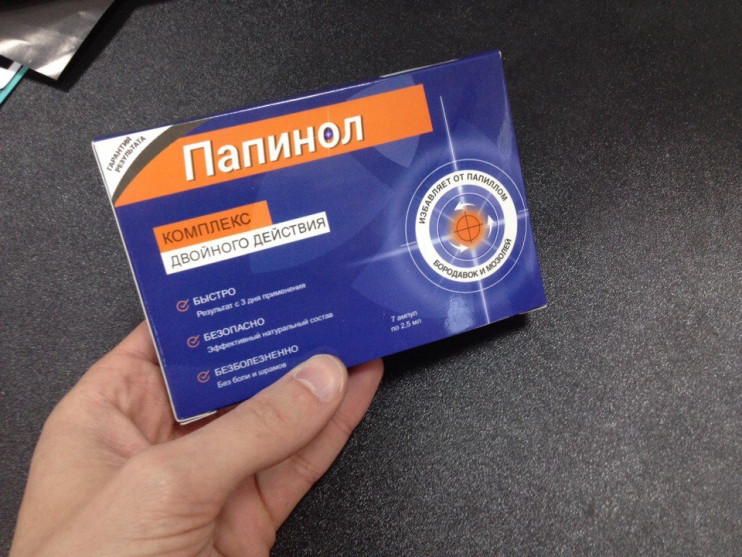 ГАРАНТИЯ
РЕЗУЛЬТАТА
Папинол
КОМПЛЕКС
ДВОЙНОГО ДЕЙСТВИЯ
ИЗБАВЛЯЕТ ОТ ПАПИЛЛОМ
БОРОДАВОК И МОЗОЛЕЙ
БЫСТРО
Результат с 3 дня применения
БЕЗОПАСНО
Эффективный натуральный состав
БЕЗБОЛЕЗНЕННО
Без боли и шрамов
7 ампул
по 2,5 мл